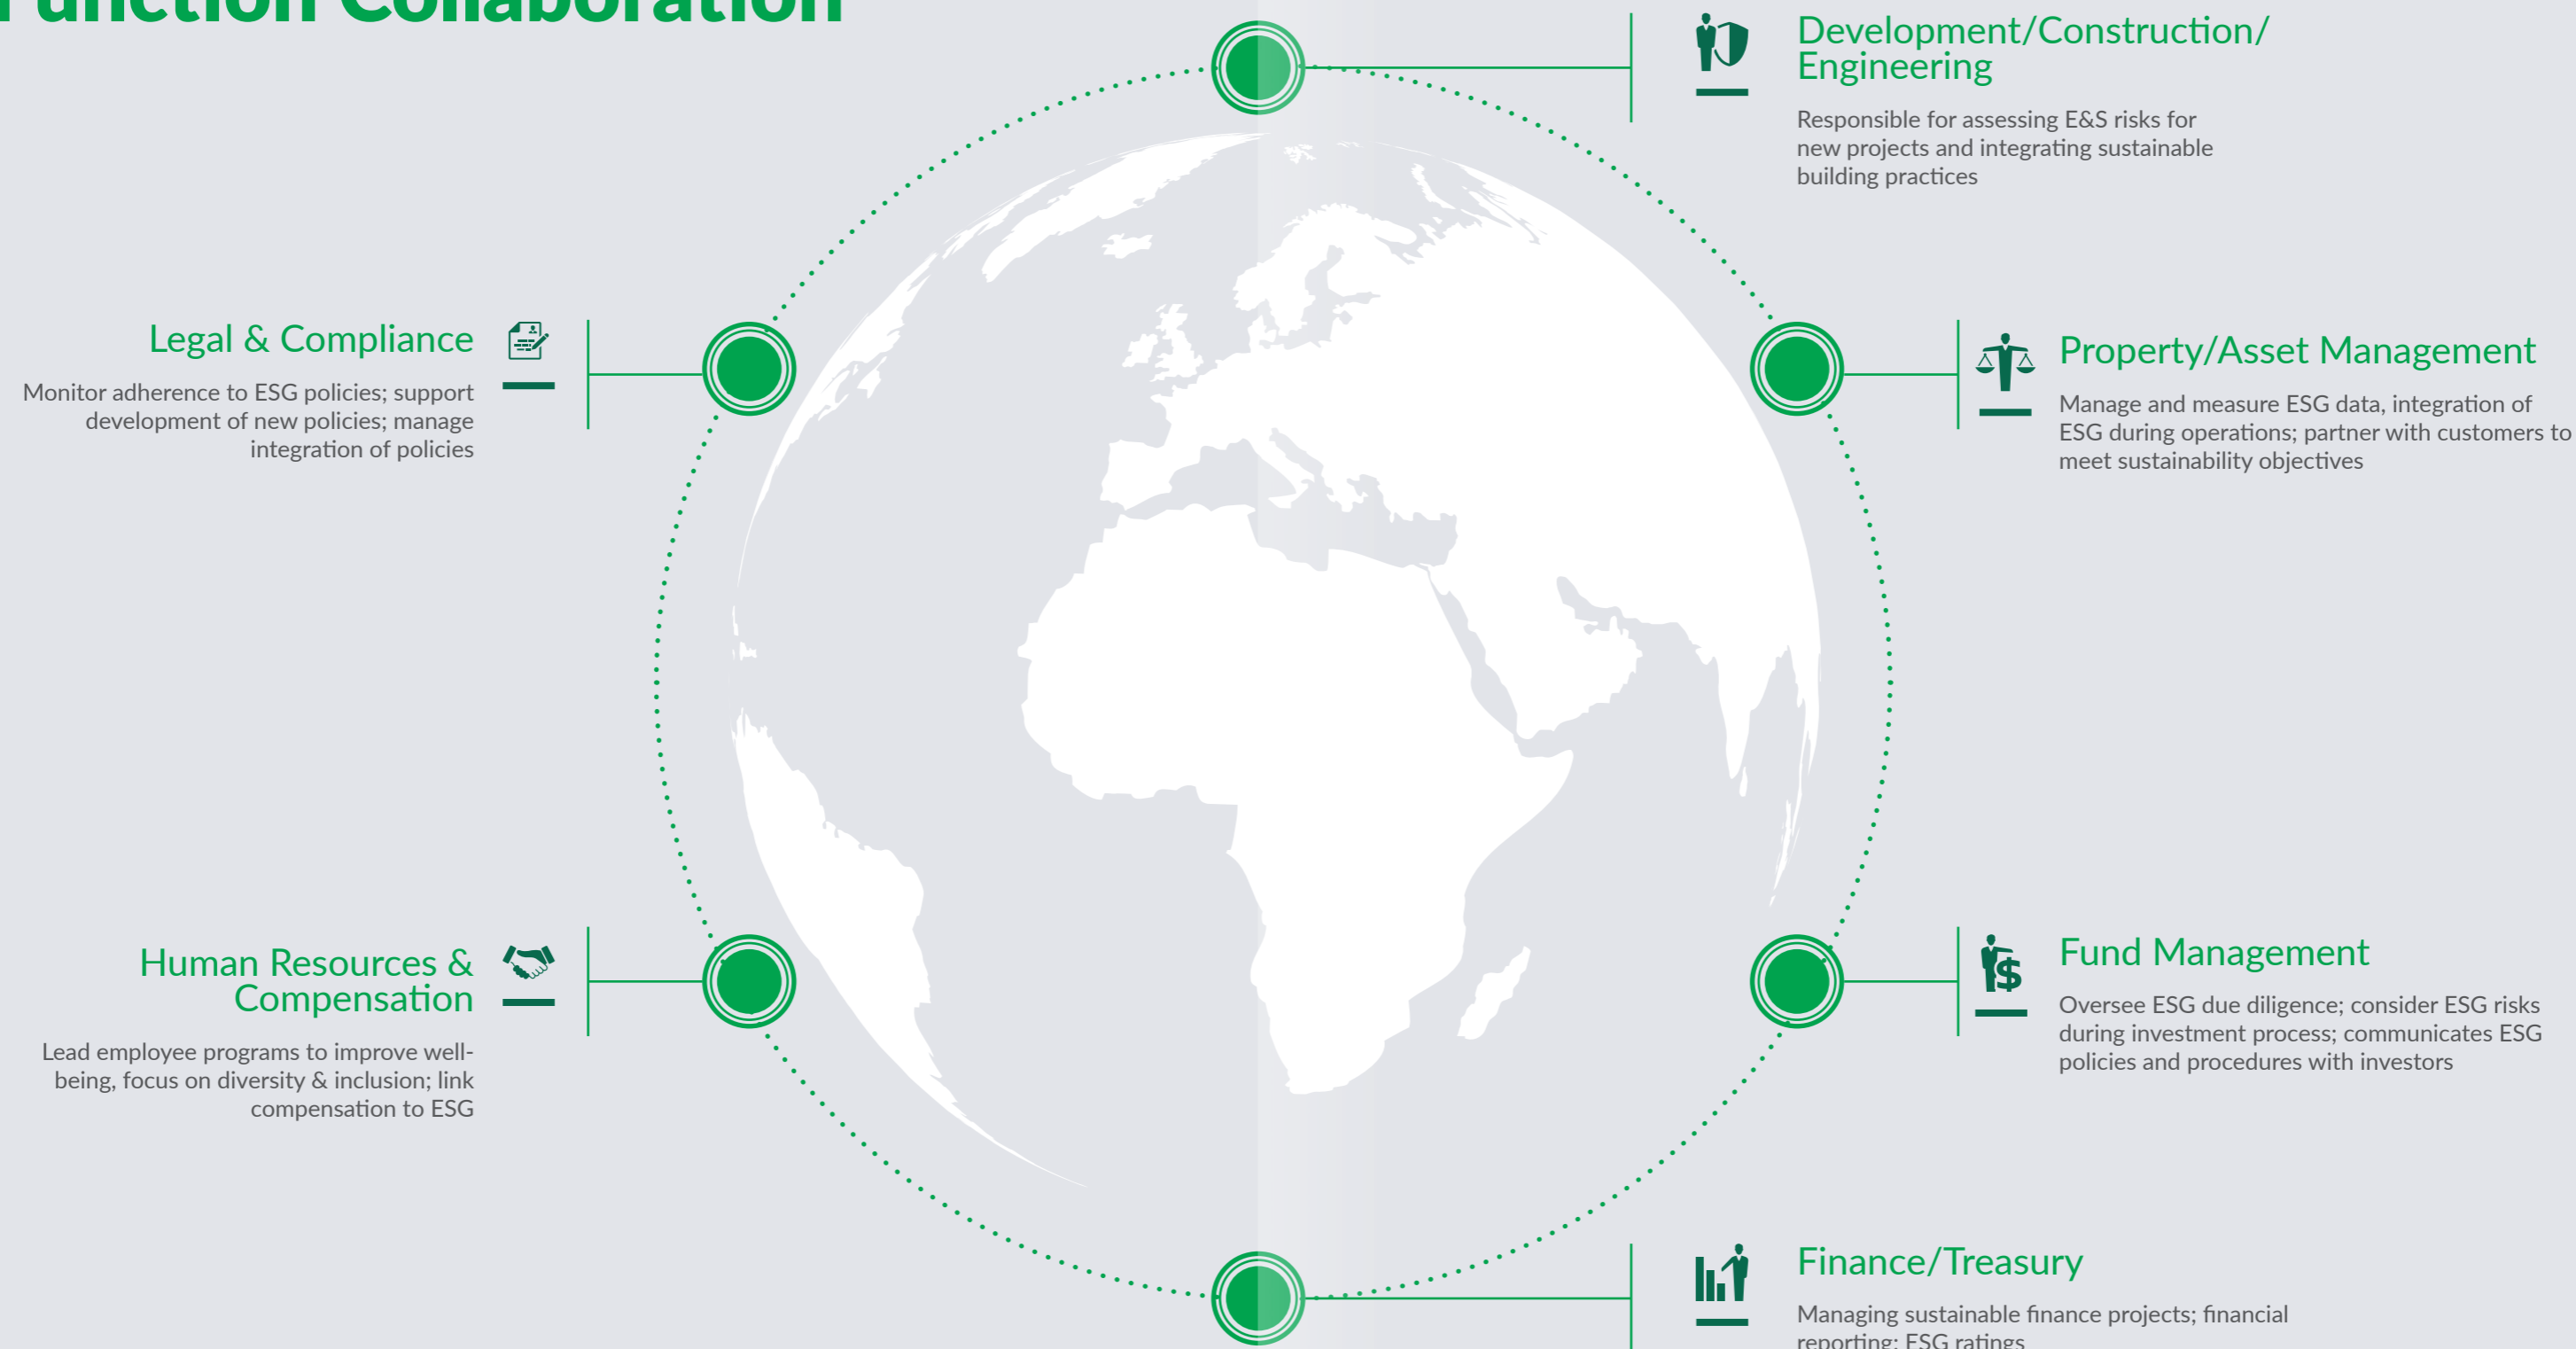 Function Collaboration
Development/Construction/
Engineering
Responsible for assessing E&S risks for
new projects and integrating sustainable
building practices
Legal & Compliance
Monitor adherence to ESG policies; support
development of new policies; manage
integration of policies
Property/Asset Management
Manage and measure ESG data, integration of
ESG during operations; partner with customers to
meet sustainability objectives
Human Resources &
Compensation
Lead employee programs to improve well-
being, focus on diversity & inclusion; link
compensation to ESG
Fund Management
Oversee ESG due diligence; consider ESG risks
during investment process; communicates ESG
policies and procedures with investors
Finance/Treasury
Managing sustainable finance projects; financial
reporting; ESG ratings